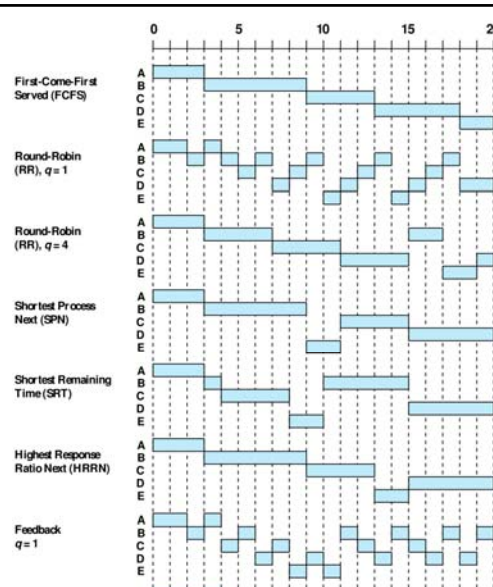 0 5 10 15 20
First-Come-First
Served (FCFS)
A
B
C
D
E
Round-Robin
(RR), q = 1
A
B
C
D
E
Round-Robin
(RR), q = 4
A
B
C
D
E
Shortest Process
Next (SPN)
A
B
C
D
E
Shortest Remaining
Time (SRT)
A
B
C
D
E
Highest Response
Ratio Next (HRRN)
A
B
C
D
E
Feedback
q = 1
A
B
C
D
E